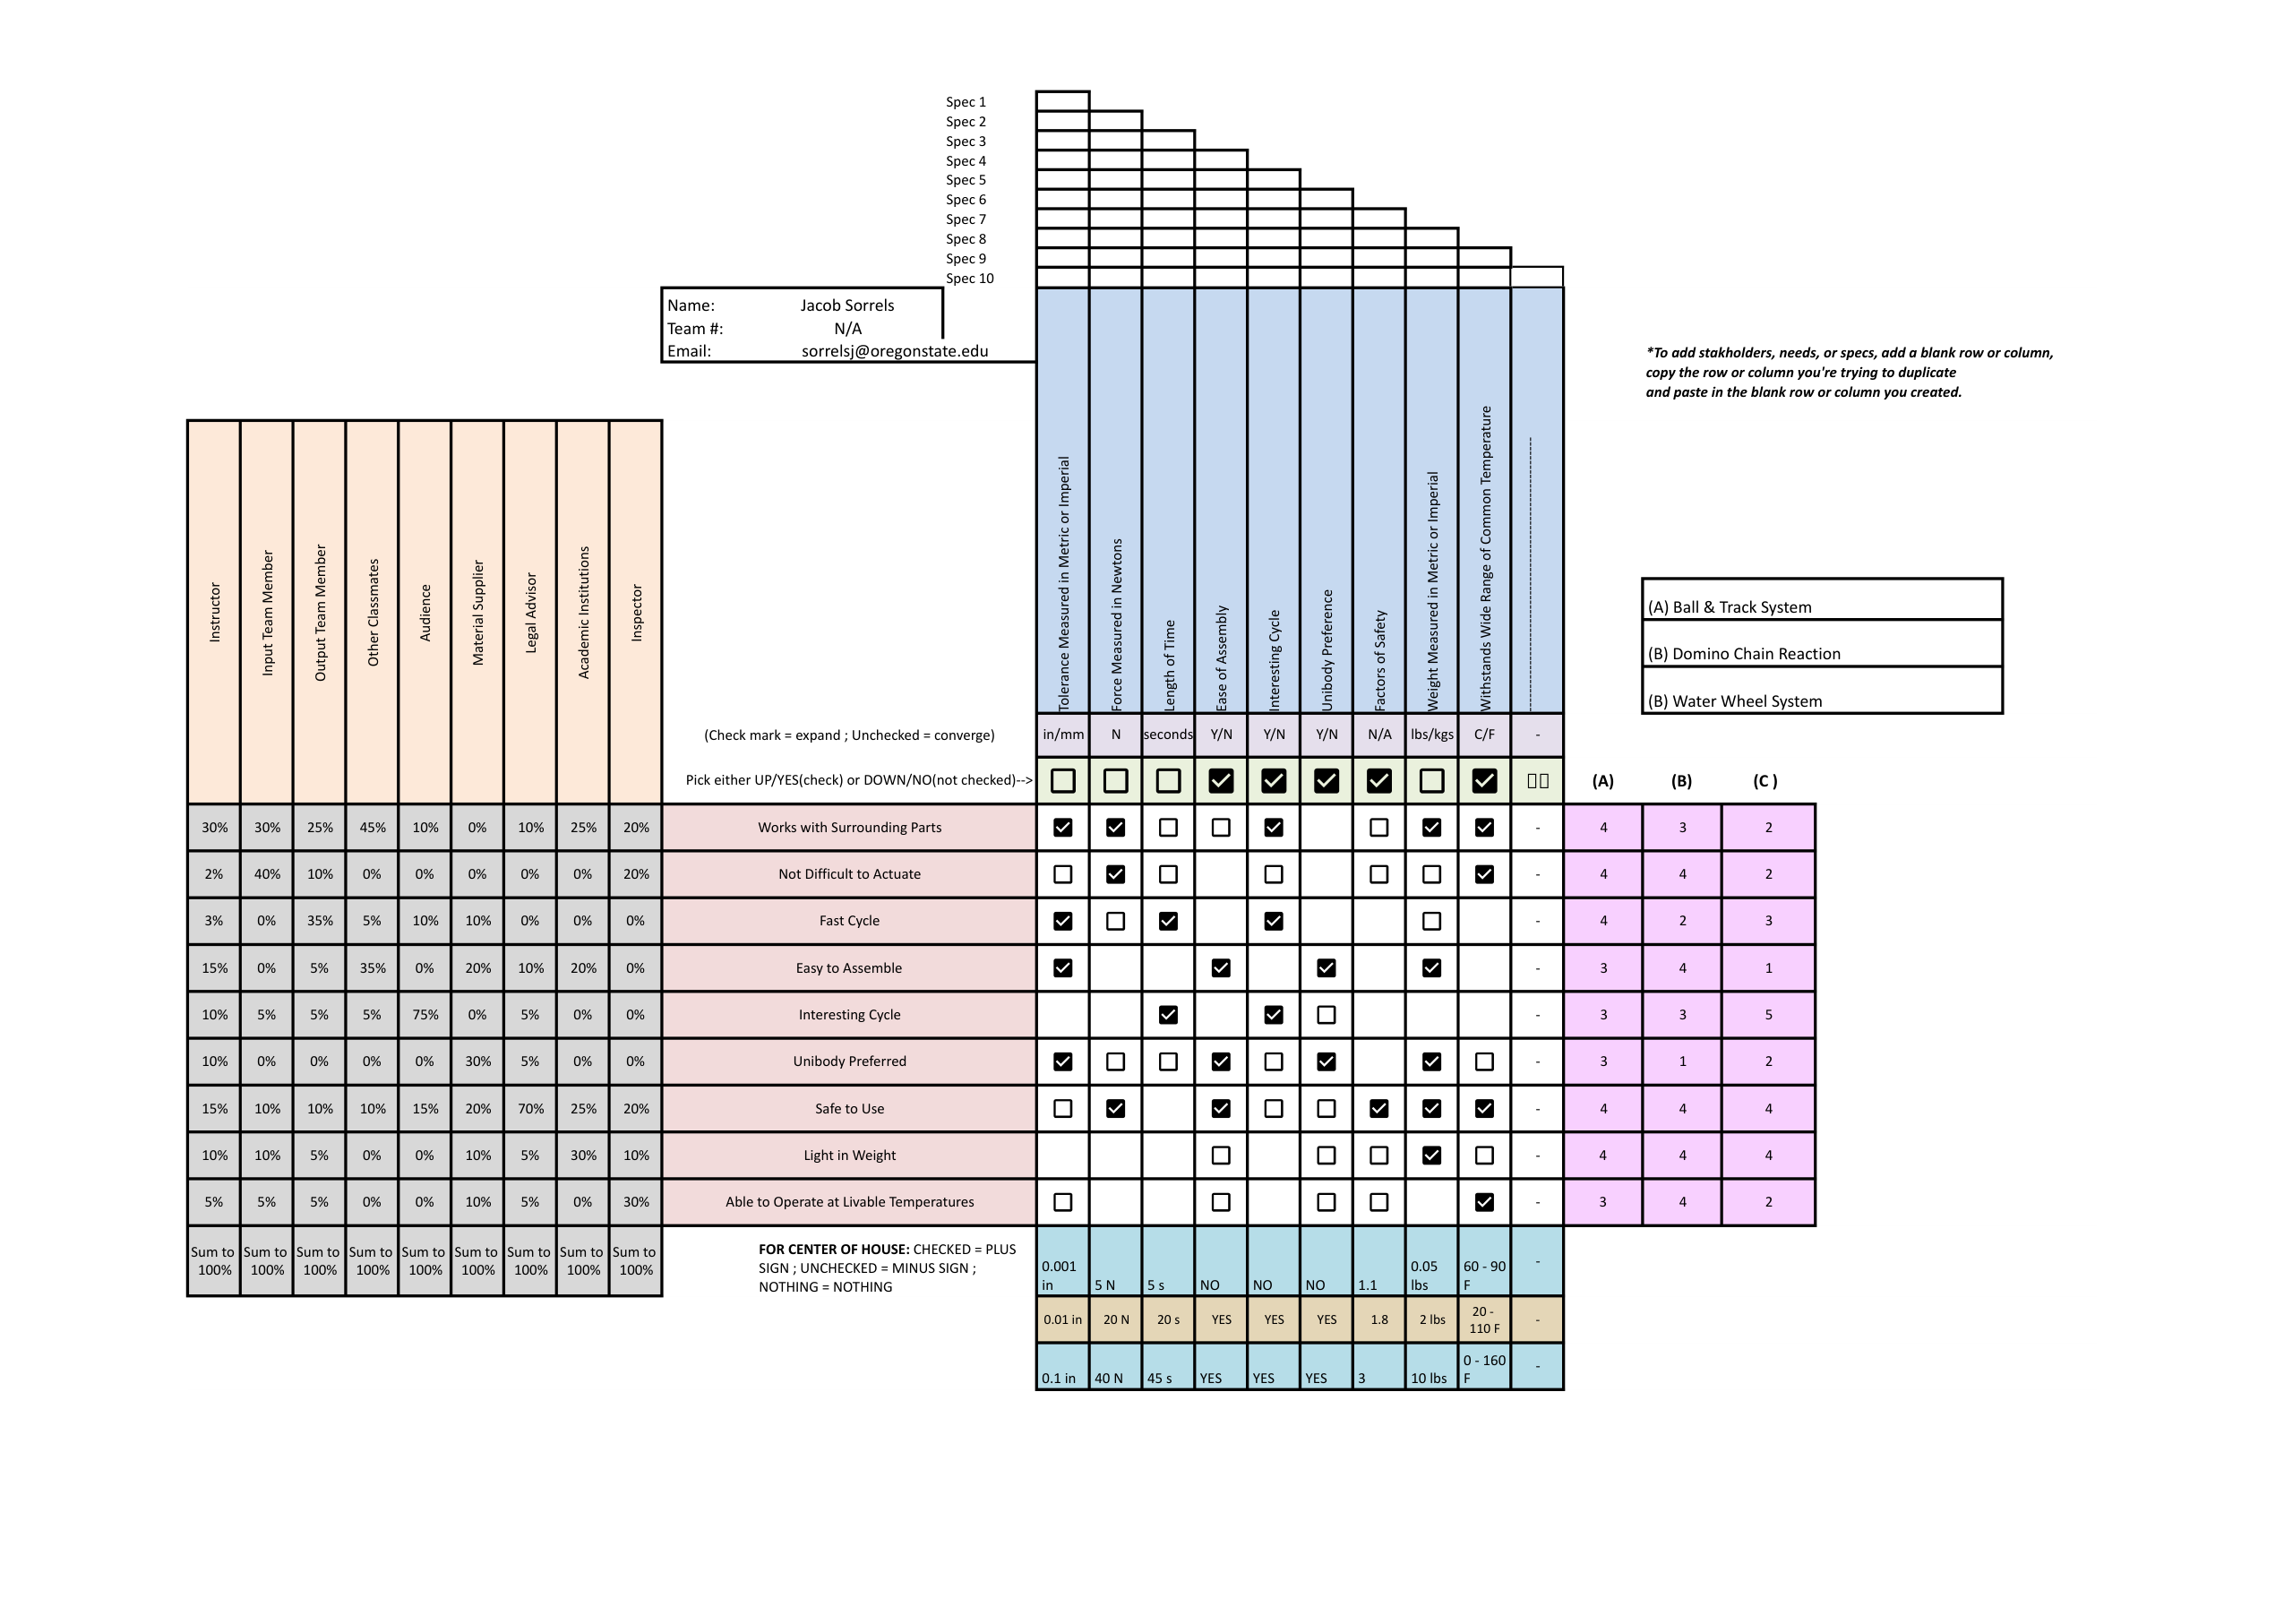 Spec 1
Spec 2
Spec 3
Spec 4
Spec 5
Spec 6
Spec 7
Spec 8
Spec 9
Spec 10
Name: Jacob Sorrels
Team #: N/A
Email: sorrelsj@oregonstate.edu
*To add stakholders, needs, or specs, add a blank row or column,
copy the row or column you're trying to duplicate
and paste in the blank row or column you created.
Instructor
Input Team Member
Output Team Member
Other Classmates
Audience
Material Supplier
Legal Advisor
Academic Institutions
Inspector
Tolerance Measured in Metric or Imperial
Force Measured in Newtons
Length of Time
Ease of Assembly
Interesting Cycle
Unibody Preference
Factors of Safety
Weight Measured in Metric or Imperial
Withstands Wide Range of Common Temperature
(A) Ball & Track System
(B) Domino Chain Reaction
(B) Water Wheel System
(Check mark = expand ; Unchecked = converge) in/mm N seconds Y/N Y/N Y/N N/A lbs/kgs C/F -
Pick either UP/YES(check) or DOWN/NO(not checked)--> (A) (B) (C )
30% 30% 25% 45% 10% 0% 10% 25% 20% Works with Surrounding Parts - 4 3 2
2% 40% 10% 0% 0% 0% 0% 0% 20% Not Difficult to Actuate - 4 4 2
3% 0% 35% 5% 10% 10% 0% 0% 0% Fast Cycle - 4 2 3
15% 0% 5% 35% 0% 20% 10% 20% 0% Easy to Assemble - 3 4 1
10% 5% 5% 5% 75% 0% 5% 0% 0% Interesting Cycle - 3 3 5
10% 0% 0% 0% 0% 30% 5% 0% 0% Unibody Preferred - 3 1 2
15% 10% 10% 10% 15% 20% 70% 25% 20% Safe to Use - 4 4 4
10% 10% 5% 0% 0% 10% 5% 30% 10% Light in Weight - 4 4 4
5% 5% 5% 0% 0% 10% 5% 0% 30% Able to Operate at Livable Temperatures - 3 4 2
Sum to Sum to Sum to Sum to Sum to Sum to Sum to Sum to Sum to
100% 100% 100% 100% 100% 100% 100% 100% 100%
FOR CENTER OF HOUSE: CHECKED = PLUS
SIGN ; UNCHECKED = MINUS SIGN ;
NOTHING = NOTHING
0.001 0.05 60 - 90 -
in 5 N 5 s NO NO NO 1.1 lbs F
0.01 in 20 N 20 s YES YES YES 1.8 2 lbs 20 - -
110 F
0 - 160 -
0.1 in 40 N 45 s YES YES YES 3 10 lbs F